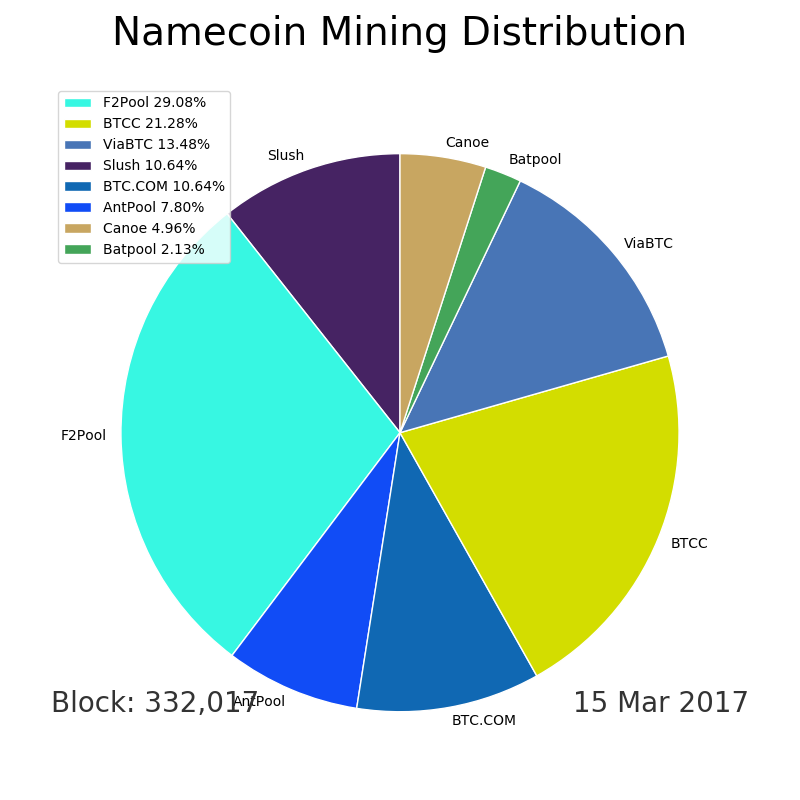 Namecoin Mining Distribution
F2Pool 29.08%
BTCC 21.28%
ViaBTC 13.48%
Slush 10.64%
BTC.COM 10.64%
AntPool 7.80%
Canoe 4.96%
Batpool 2.13%
Canoe
Slush
Batpool
ViaBTC
F2Pool
BTCC
AntPool
BTC.COM
Block: 332,017
15 Mar 2017